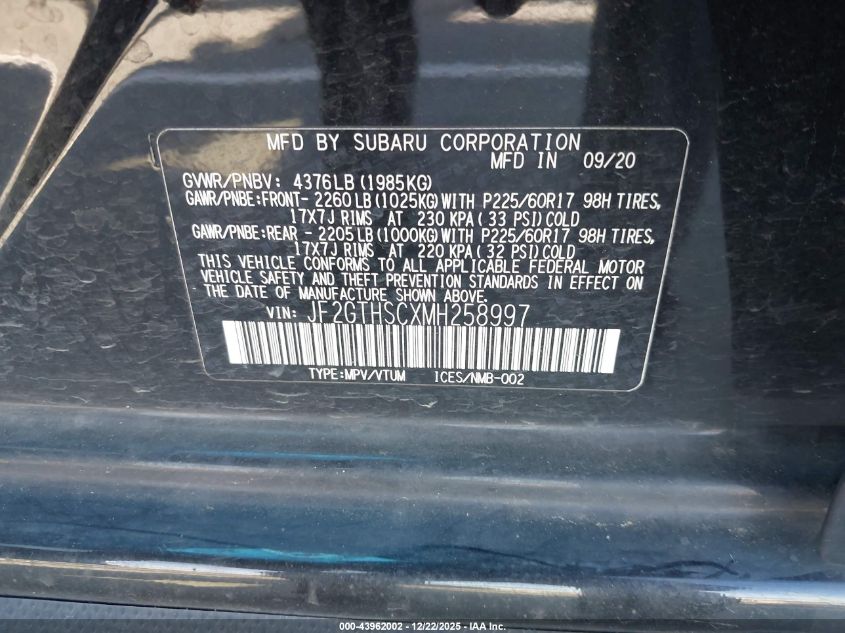 MFD BY SUBARU CORPORATION
MFD IN 09/20
GVWR/PNBV: 4376LB(1985KG)
GAWR/PNBE:FRONT- 2260LB(1025KG)WITH P225/60R17 98H TIRES,
17X7J RIMS AT 230 KPA( 33 PSI)COLD
GAWR/PNBE:REAR - 2205LB(1000KG)WITH P225/60R17 98H TIRES,
17X7J RIMS AT 220 KPA( 32 PSI)COLD
THIS VEHICLE CONFORMS TO ALL APPLICABLE FEDERAL MOTOR
VEHICLE SAFETY AND THEFT PREVENTION STANDARDS IN EFFECT ON
THE DATE OF MANUFACTURE SHOWN ABOVE.
VIN: JF2GTHSCXMH258997
TYPE:MPV/VTUM ICES/NMB-002
000-43962002 - 12/22/2025 - IAA Inc.